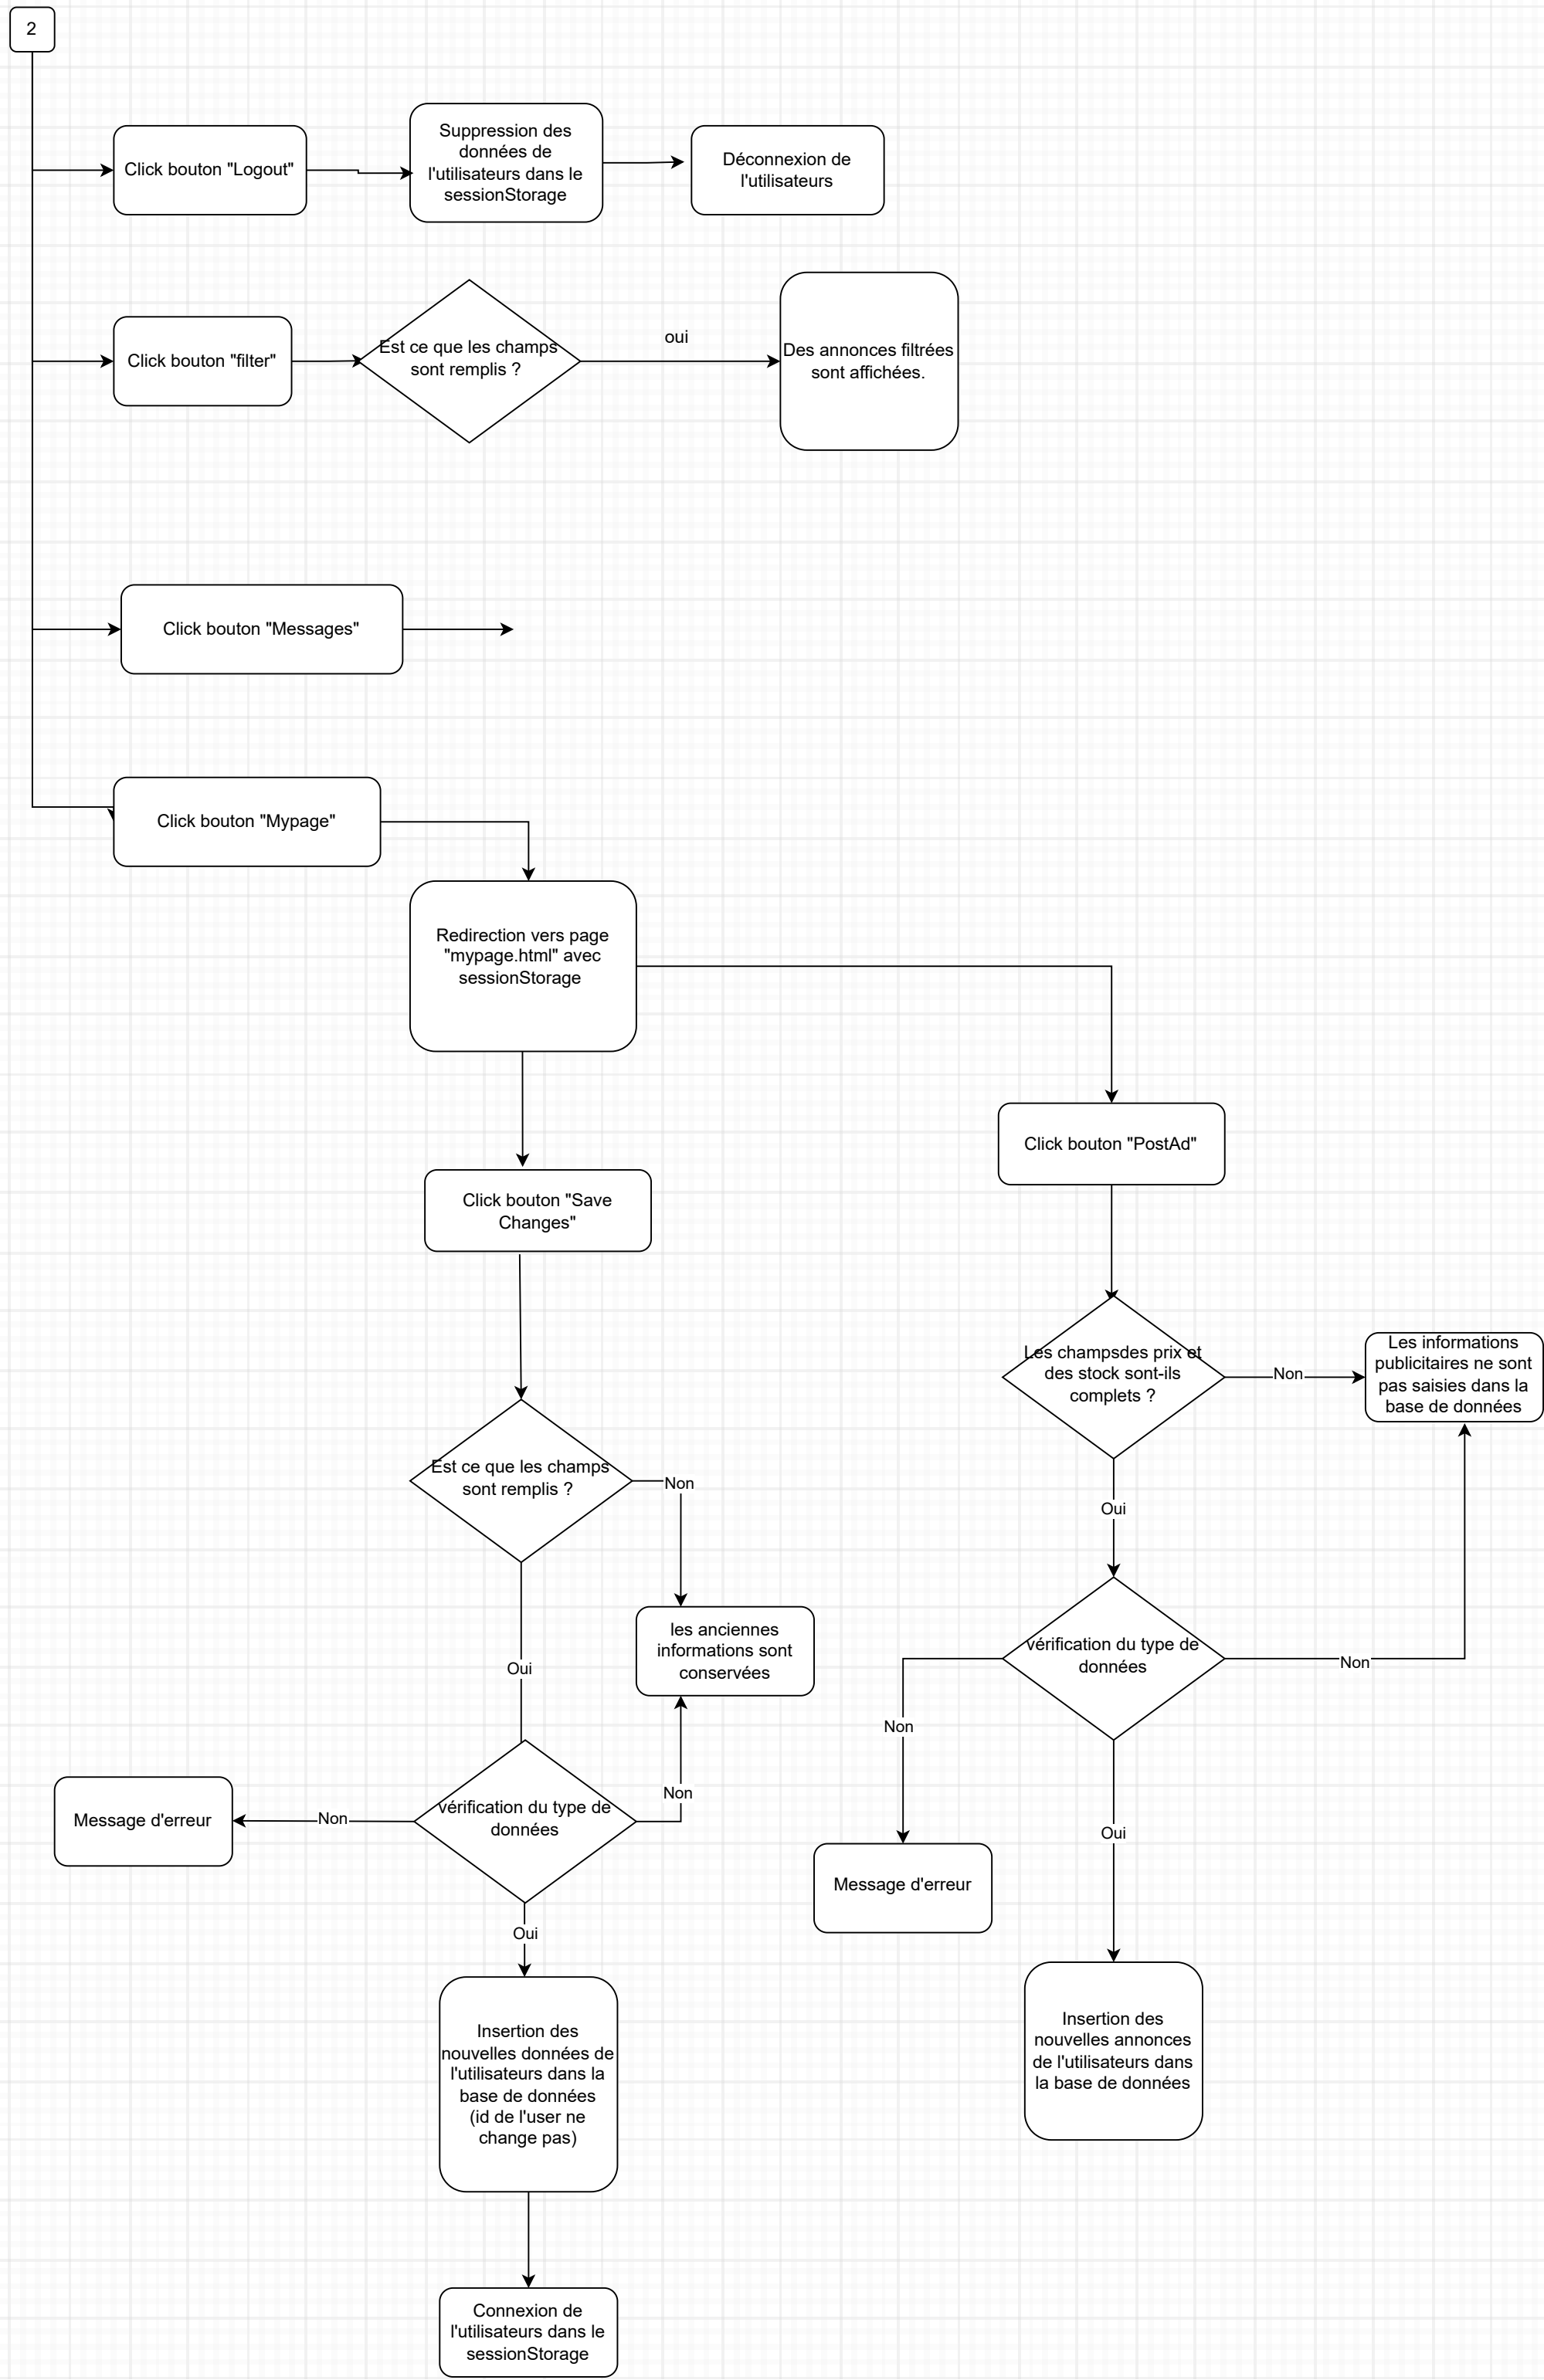 2
Click bouton "Logout"
Suppression des
données de
l'utilisateurs dans le
sessionStorage
Déconnexion de
l'utilisateurs
Click bouton "filter"
Est ce que les champs
sont remplis ?
oui
Des annonces filtrées
sont affichées.
Click bouton "Messages"
Click bouton "Mypage"
Redirection vers page
"mypage.html" avec
sessionStorage
Click bouton "PostAd"
Click bouton "Save
Changes"
Les champsdes prix et
des stock sont-ils
complets ?
Non
Les informations
publicitaires ne sont
pas saisies dans la
base de données
Est ce que les champs
sont remplis ?
Non
Oui
les anciennes
informations sont
conservées
vérification du type de
données
Non
Non
Oui
Non
Message d'erreur
Non
vérification du type de
données
Oui
Message d'erreur
Oui
Insertion des
nouvelles données de
l'utilisateurs dans la
base de données
(id de l'user ne
change pas)
Insertion des
nouvelles annonces
de l'utilisateurs dans
la base de données
Connexion de
l'utilisateurs dans le
sessionStorage